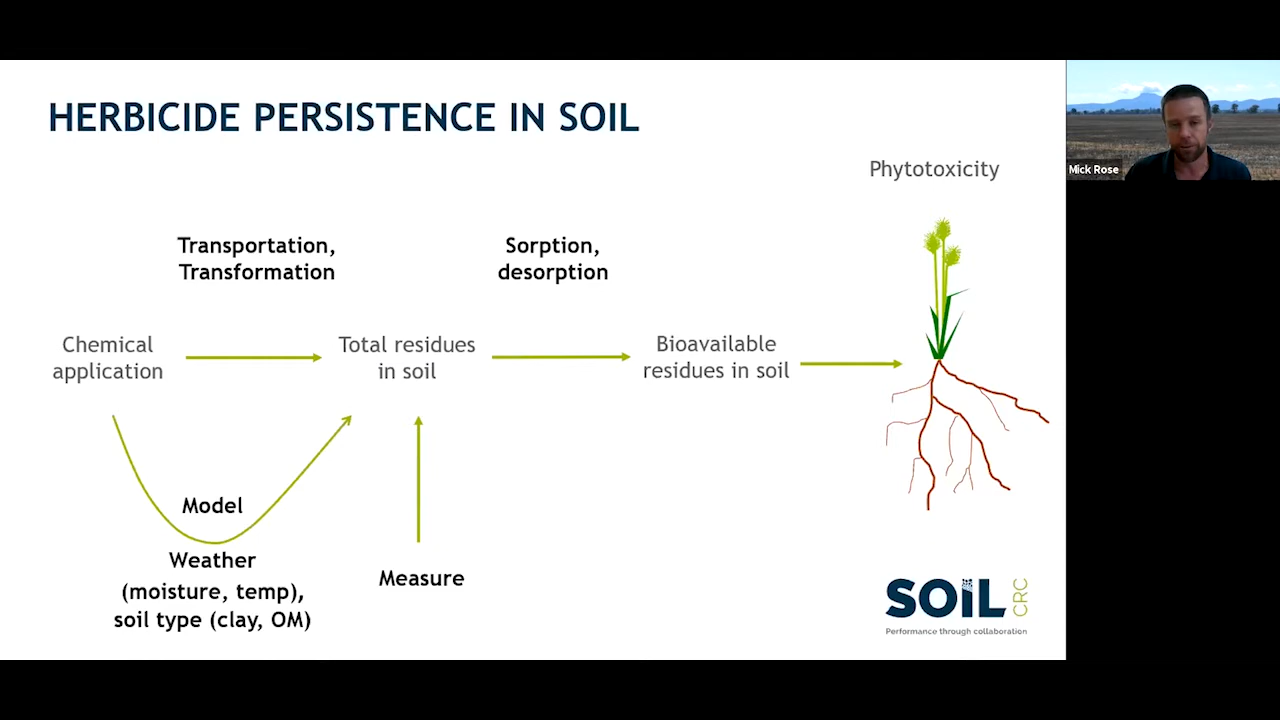 HERBICIDE PERSISTENCE IN SOIL
Mick Rose
Phytotoxicity
Transportation,
Transformation
Sorption,
desorption
Chemical
application
Total residues
in soil
Bioavailable
residues in soil
Model
Weather
(moisture, temp),
soil type (clay, OM)
Measure
SOIL
CRC
Performance through collaboration